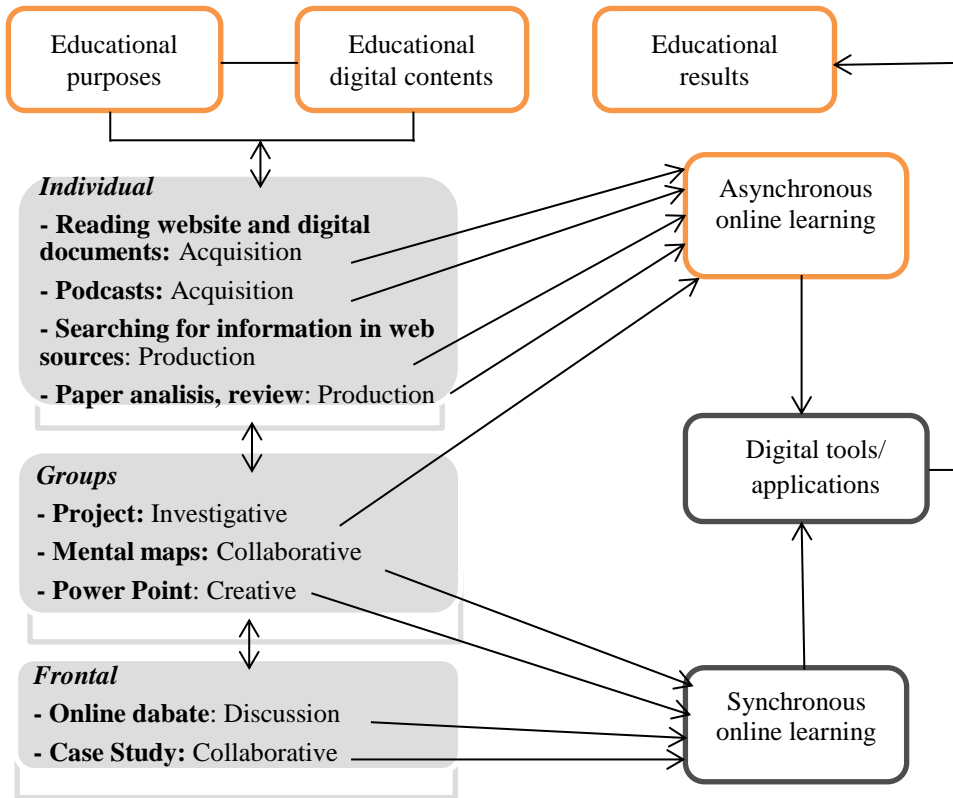 Educational
purposes
Educational
digital contents
Educational
results
Individual
- Reading website and digital
documents: Acquisition
- Podcasts: Acquisition
- Searching for information in web
sources: Production
- Paper analisis, review: Production
Asynchronous
online learning
Groups
- Project: Investigative
- Mental maps: Collaborative
- Power Point: Creative
Digital tools/
applications
Frontal
- Online dabate: Discussion
- Case Study: Collaborative
Synchronous
online learning